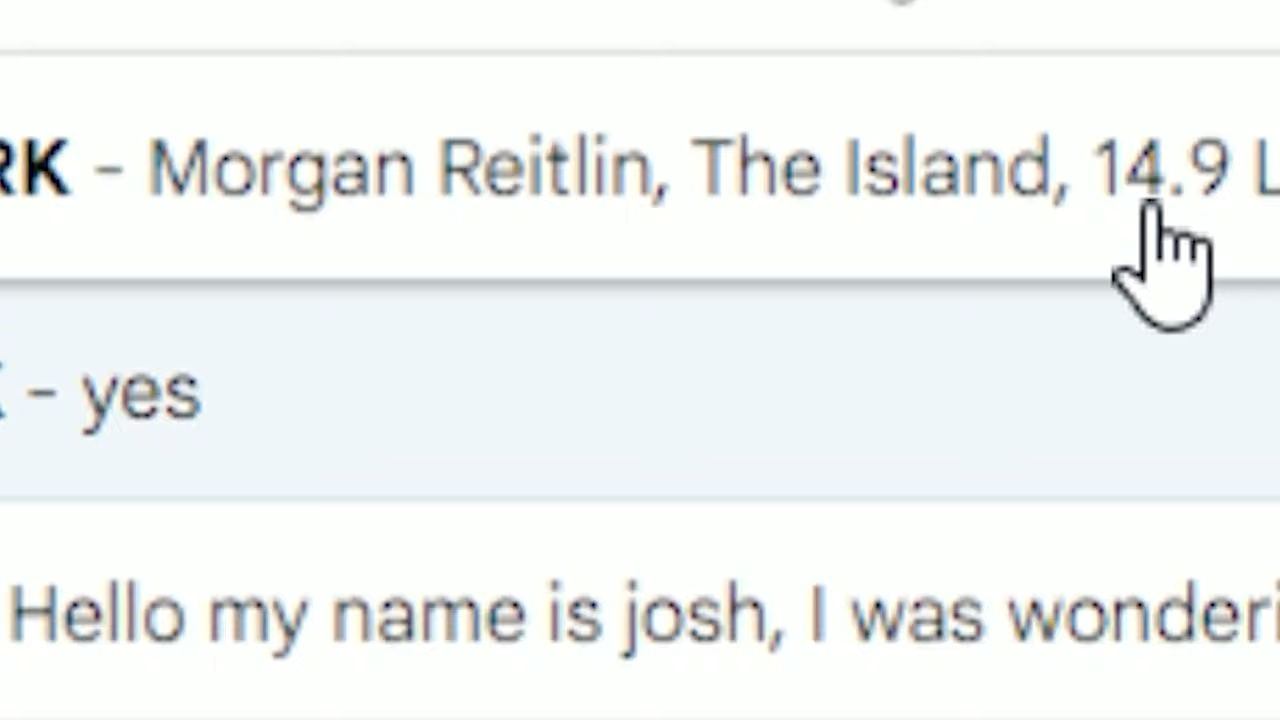 RK - Morgan Reitlin, The Island, 14.9 L
- yes
Hello my name is josh, I was wonderi